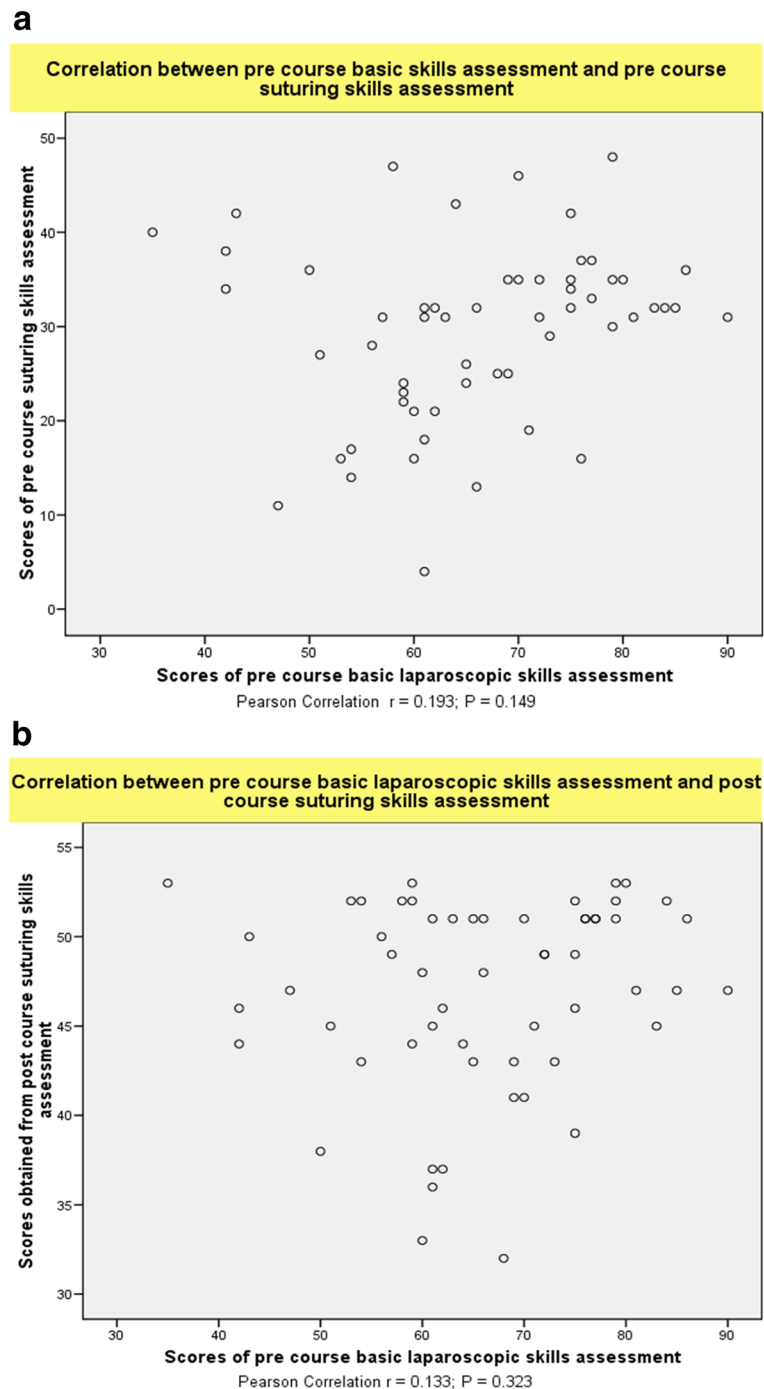 a
Correlation between pre course basic skills assessment and pre course
suturing skills assessment
Scores of pre course suturing skills assessment
50
40
30
20
10
0
30 40 50 60 70 80 90
Scores of pre course basic laparoscopic skills assessment
Pearson Correlation r = 0.193; P = 0.149
b
Correlation between pre course basic laparoscopic skills assessment and post
course suturing skills assessment
Scores obtained from post course suturing skills
assessment
55
50
45
40
35
30
30 40 50 60 70 80 90
Scores of pre course basic laparoscopic skills assessment
Pearson Correlation r = 0.133; P = 0.323